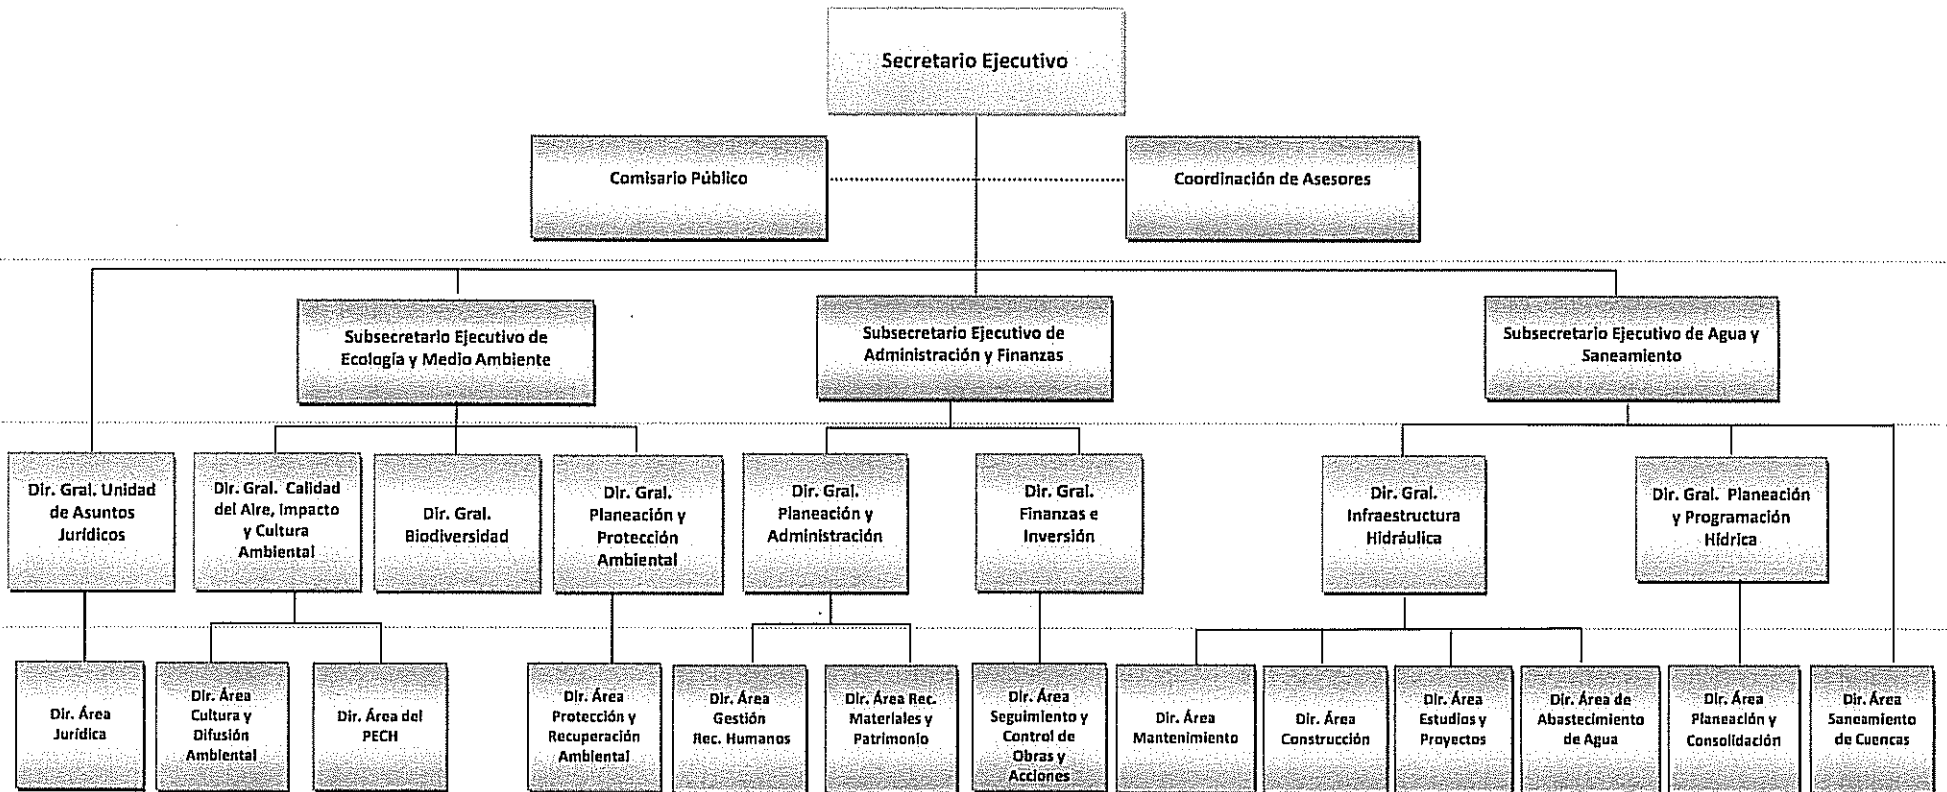 Secretario Ejecutivo
Comisario Público
Coordinación de Asesores
Subsecretario Ejecutivo de
Ecología y Medio Ambiente
Subsecretario Ejecutivo de
Administración y Finanzas
Subsecretario Ejecutivo de Agua y
Saneamiento
Dir. Gral. Unidad
de Asuntos
Jurídicos
Dir. Gral. Calidad
del Aire, Impacto
y Cultura
Ambiental
Dir. Gral.
Biodiversidad
Dir. Gral.
Planeación y
Protección
Ambiental
Dir. Gral.
Planeación y
Administración
Dir. Gral.
Finanzas e
Inversión
Dir. Gral.
Infraestructura
Hidráulica
Dir. Gral. Planeación
y Programación
Hídrica
Dir. Área
Jurídica
Dir. Área
Cultura y
Difusión
Ambiental
Dir. Área del
PECH
Dir. Área
Protección y
Recuperación
Ambiental
Dir. Área
Gestión
Rec. Humanos
Dir. Área Rec.
Materiales y
Patrimonio
Dir. Área
Seguimiento y
Control de
Obras y
Acciones
Dir. Área
Mantenimiento
Dir. Área
Construcción
Dir. Área
Estudios y
Proyectos
Dir. Área de
Abastecimiento
de Agua
Dir. Área
Planeación y
Consolidación
Dir. Área
Saneamiento
de Cuencas